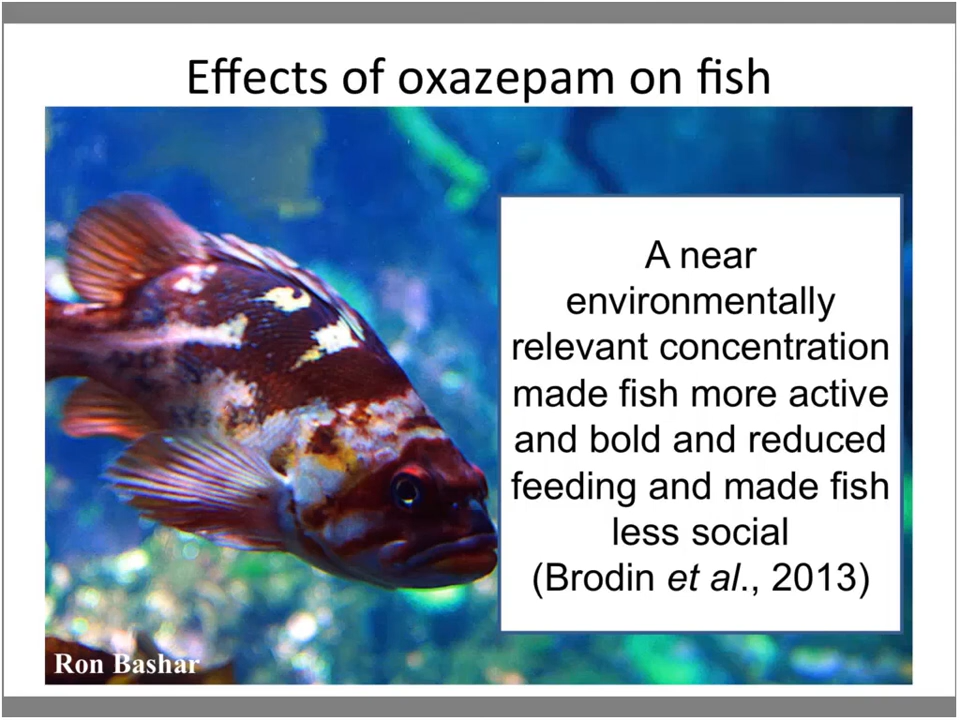 Effects of oxazepam on fish
A near
environmentally
relevant concentration
made fish more active
and bold and reduced
feeding and made fish
less social
(Brodin et al., 2013)
Ron Bashar